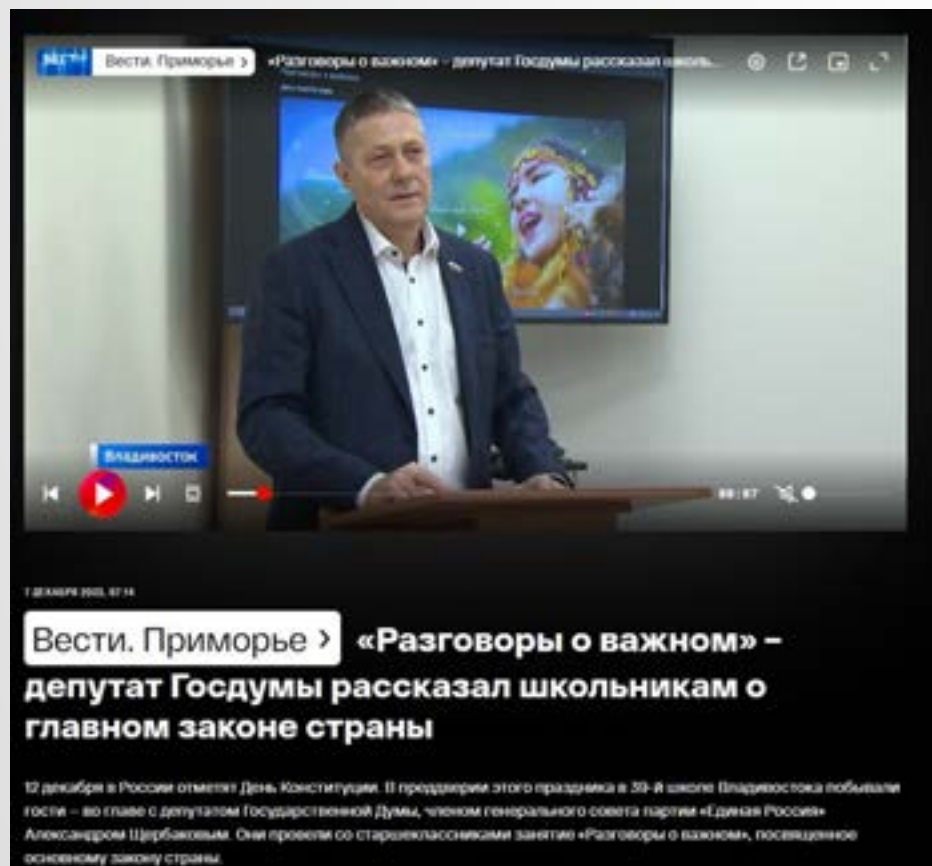 Вести. Приморье › «Разговоры о важном» – депутат Госдумы рассказал школь...
Владивосток
7 ДЕКАБРЯ 2023, 07:14
Вести. Приморье › «Разговоры о важном» –
депутат Госдумы рассказал школьникам о
главном законе страны
12 декабря в России отметят День Конституции. В преддверии этого праздника в 39-й школе Владивостока побывали
гости – во главе с депутатом Государственной Думы, членом генерального совета партии «Единая Россия»
Александром Щербаковым. Они провели со старшеклассниками занятие «Разговоры о важном», посвященное
основному закону страны.